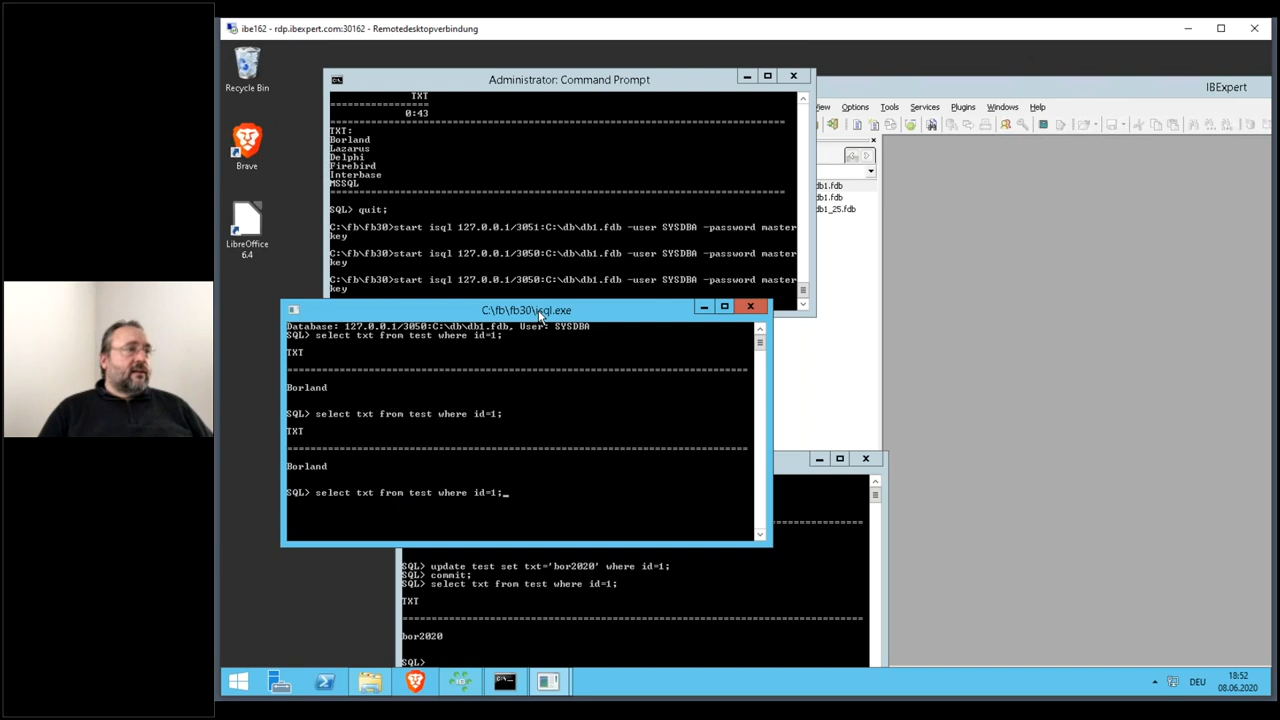 ibe162 - rdp.ibexpert.com:30162 - Remotedesktopverbindung
Recycle Bin
Brave
LibreOffice
6.4
Administrator: Command Prompt
TXT
=================
0:43
TXT:
Borland
Lazarus
Delphi
Firebird
Interbase
MSSQL
SQL> quit;
C:\fb\fb30>start isql 127.0.0.1/3051:C:\db\db1.fdb -user SYSDBA -password master
key
C:\fb\fb30>start isql 127.0.0.1/3050:C:\db\db1.fdb -user SYSDBA -password master
key
C:\fb\fb30>start isql 127.0.0.1/3050:C:\db\db1.fdb -user SYSDBA -password master
key
IBExpert
View Options Tools Services Plugins Windows Help
db1.fdb
db1.fdb
db1_25.fdb
C:\fb\fb30\isql.exe
Database: 127.0.0.1/3050:C:\db\db1.fdb, User: SYSDBA
SQL> select txt from test where id=1;
TXT
Borland
SQL> select txt from test where id=1;
TXT
Borland
SQL> select txt from test where id=1;_
SQL> update test set txt='bor2020' where id=1;
SQL> commit;
SQL> select txt from test where id=1;
TXT
bor2020
SQL>
DEU
18:52
08.06.2020